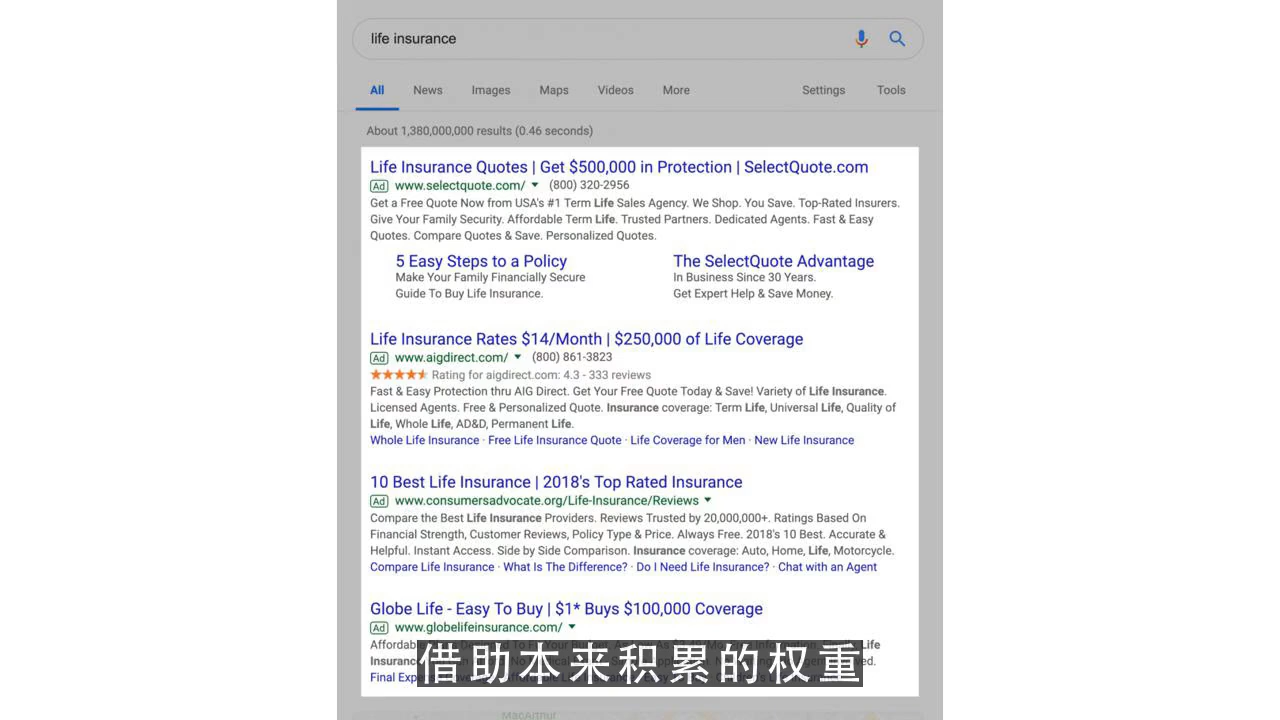 life insurance
All News Images Maps Videos More Settings Tools
About 1,380,000,000 results (0.46 seconds)
Life Insurance Quotes | Get $500,000 in Protection | SelectQuote.com
Ad www.selectquote.com/ (800) 320-2956
Get a Free Quote Now from USA's #1 Term Life Sales Agency. We Shop. You Save. Top-Rated Insurers.
Give Your Family Security. Affordable Term Life. Trusted Partners. Dedicated Agents. Fast & Easy
Quotes. Compare Quotes & Save. Personalized Quotes.
5 Easy Steps to a Policy
Make Your Family Financially Secure
Guide To Buy Life Insurance.
The SelectQuote Advantage
In Business Since 30 Years.
Get Expert Help & Save Money.
Life Insurance Rates $14/Month | $250,000 of Life Coverage
Ad www.aigdirect.com/ (800) 861-3823
Rating for aigdirect.com: 4.3 - 333 reviews
Fast & Easy Protection thru AIG Direct. Get Your Free Quote Today & Save! Variety of Life Insurance.
Licensed Agents. Free & Personalized Quote. Insurance coverage: Term Life, Universal Life, Quality of
Life, Whole Life, AD&D, Permanent Life.
Whole Life Insurance · Free Life Insurance Quote · Life Coverage for Men · New Life Insurance
10 Best Life Insurance | 2018's Top Rated Insurance
Ad www.consumersadvocate.org/Life-Insurance/Reviews
Compare the Best Life Insurance Providers. Reviews Trusted by 20,000,000+. Ratings Based On
Financial Strength, Customer Reviews, Policy Type & Price. Always Free. 2018's 10 Best. Accurate &
Helpful. Instant Access. Side by Side Comparison. Insurance coverage: Auto, Home, Life, Motorcycle.
Compare Life Insurance · What Is The Difference? · Do I Need Life Insurance? · Chat with an Agent
Globe Life - Easy To Buy | $1* Buys $100,000 Coverage
Ad www.globelifeinsurance.com/
Life
借助本来积累的权重
MacArthur